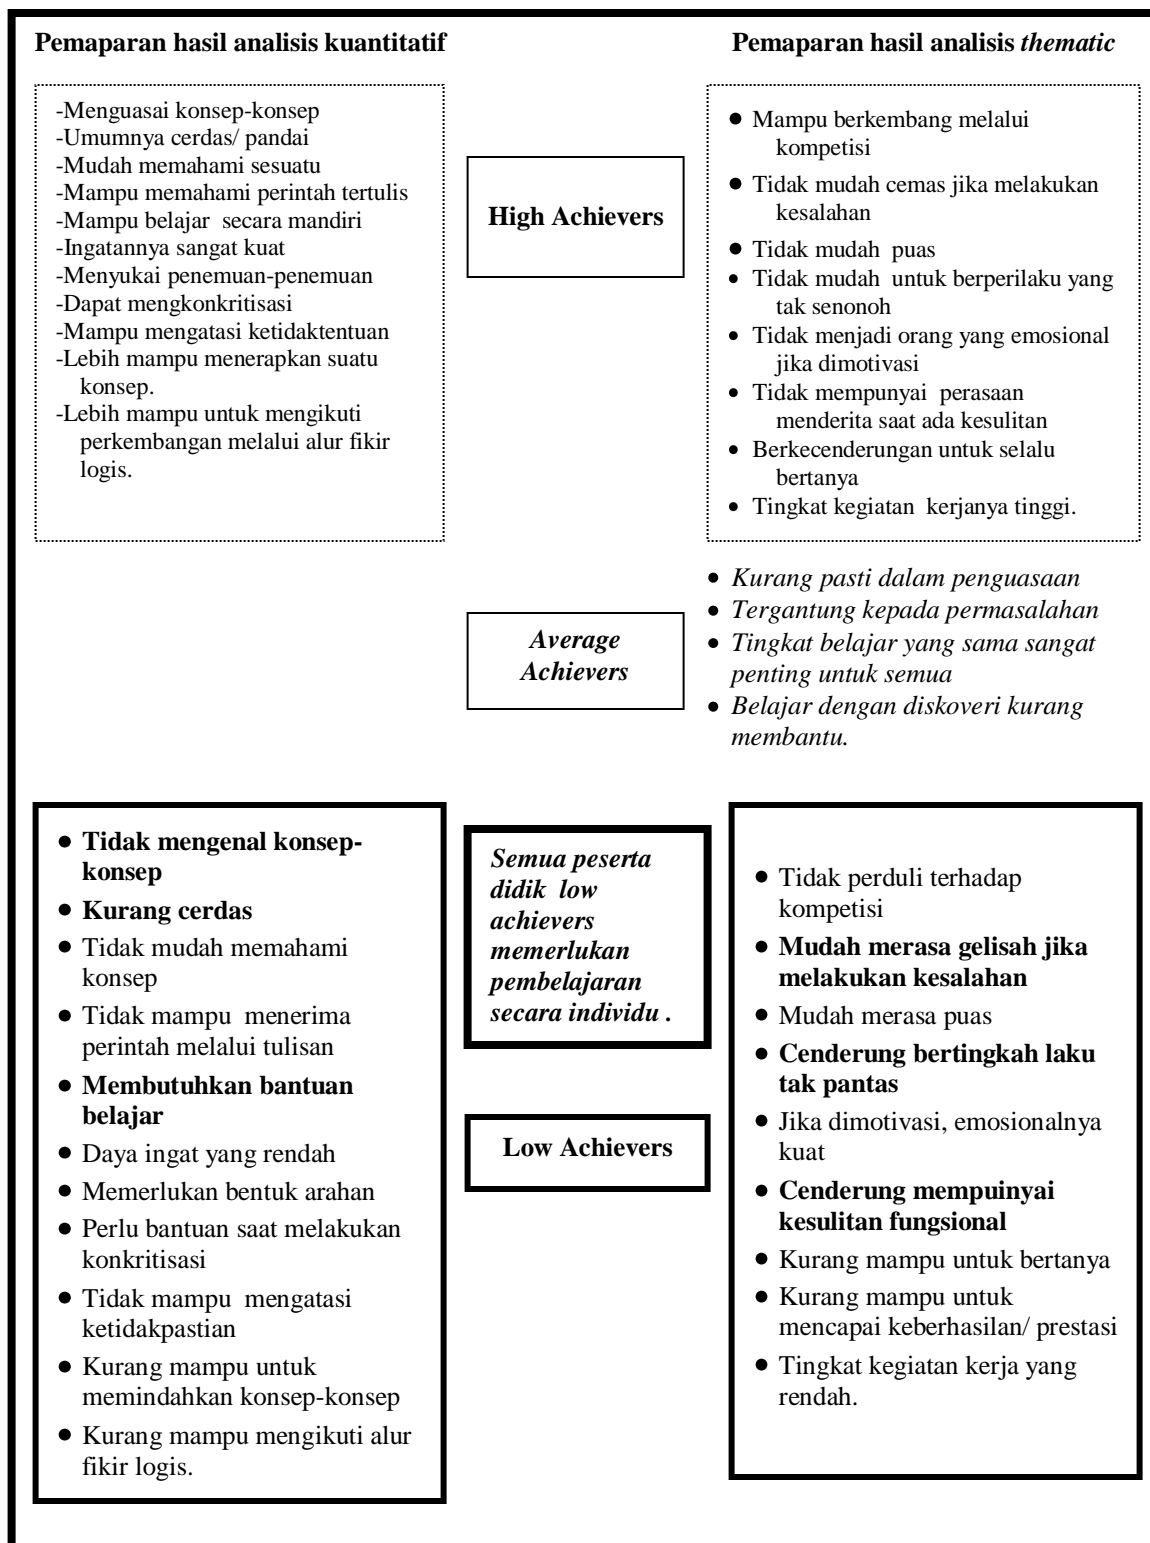 Pemaparan hasil analisis kuantitatif
Pemaparan hasil analisis thematic
-Menguasai konsep-konsep
-Umumnya cerdas/ pandai
-Mudah memahami sesuatu
-Mampu memahami perintah tertulis
-Mampu belajar  secara mandiri
-Ingatannya sangat kuat
-Menyukai penemuan-penemuan
-Dapat mengkonkritisasi
-Mampu mengatasi ketidaktentuan
-Lebih mampu menerapkan suatu
konsep.
-Lebih mampu untuk mengikuti
perkembangan melalui alur fikir
logis.
High Achievers
● Mampu berkembang melalui
kompetisi
● Tidak mudah cemas jika melakukan
kesalahan
● Tidak mudah  puas
● Tidak mudah  untuk berperilaku yang
tak senonoh
● Tidak menjadi orang yang emosional
jika dimotivasi
● Tidak mempunyai  perasaan
menderita saat ada kesulitan
● Berkecenderungan untuk selalu
bertanya
● Tingkat kegiatan  kerjanya tinggi.
Average
Achievers
● Kurang pasti dalam penguasaan
● Tergantung kepada permasalahan
● Tingkat belajar yang sama sangat
penting untuk semua
● Belajar dengan diskoveri kurang
membantu.
● Tidak mengenal konsep-
konsep
● Kurang cerdas
● Tidak mudah memahami
konsep
● Tidak mampu  menerima
perintah melalui tulisan
● Membutuhkan bantuan
belajar
● Daya ingat yang rendah
● Memerlukan bentuk arahan
● Perlu bantuan saat melakukan
konkritisasi
● Tidak mampu  mengatasi
ketidakpastian
● Kurang mampu untuk
memindahkan konsep-konsep
● Kurang mampu mengikuti alur
fikir logis.
Semua peserta
didik  low
achievers
memerlukan
pembelajaran
secara individu .
Low Achievers
● Tidak perduli terhadap
kompetisi
● Mudah merasa gelisah jika
melakukan kesalahan
● Mudah merasa puas
● Cenderung bertingkah laku
tak pantas
● Jika dimotivasi, emosionalnya
kuat
● Cenderung mempuinyai
kesulitan fungsional
● Kurang mampu untuk bertanya
● Kurang mampu untuk
mencapai keberhasilan/ prestasi
● Tingkat kegiatan kerja yang
rendah.